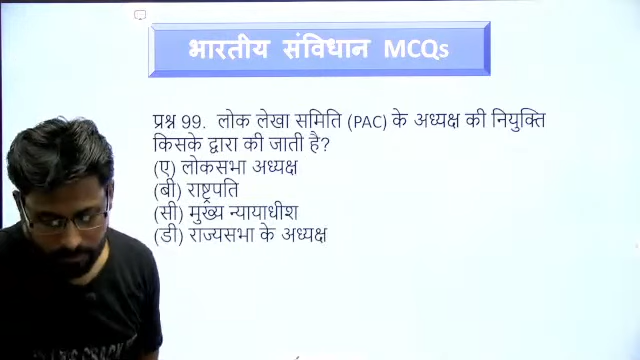 भारतीय संविधान MCQs
प्रश्न 99. लोक लेखा समिति (PAC) के अध्यक्ष की नियुक्ति
किसके द्वारा की जाती है?
(ए) लोकसभा अध्यक्ष
(बी) राष्ट्रपति
(सी) मुख्य न्यायाधीश
(डी) राज्यसभा के अध्यक्ष